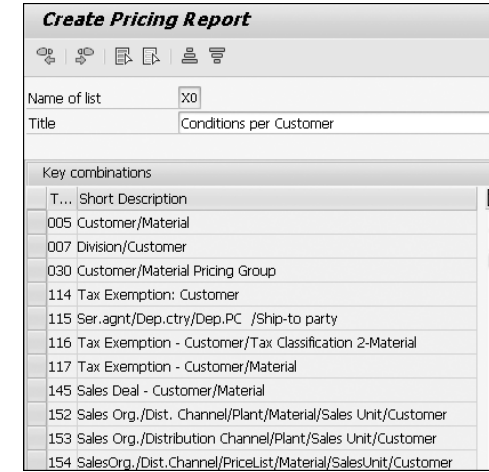 Create Pricing Report
Name of list X0
Title Conditions per Customer
Key combinations
T... Short Description
005 Customer/Material
007 Division/Customer
030 Customer/Material Pricing Group
114 Tax Exemption: Customer
115 Ser.agnt/Dep.ctry/Dep.PC /Ship-to party
116 Tax Exemption - Customer/Tax Classification 2-Material
117 Tax Exemption - Customer/Material
145 Sales Deal - Customer/Material
152 Sales Org./Dist. Channel/Plant/Material/Sales Unit/Customer
153 Sales Org./Distribution Channel/Plant/Sales Unit/Customer
154 SalesOrg./Dist.Channel/PriceList/Material/SalesUnit/Customer